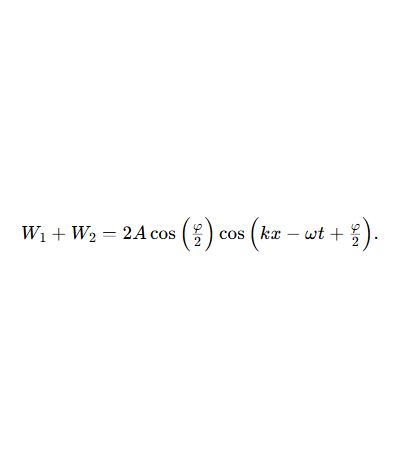 W₁ + W₂ = 2A cos (φ/2) cos (kx − ωt + φ/2).